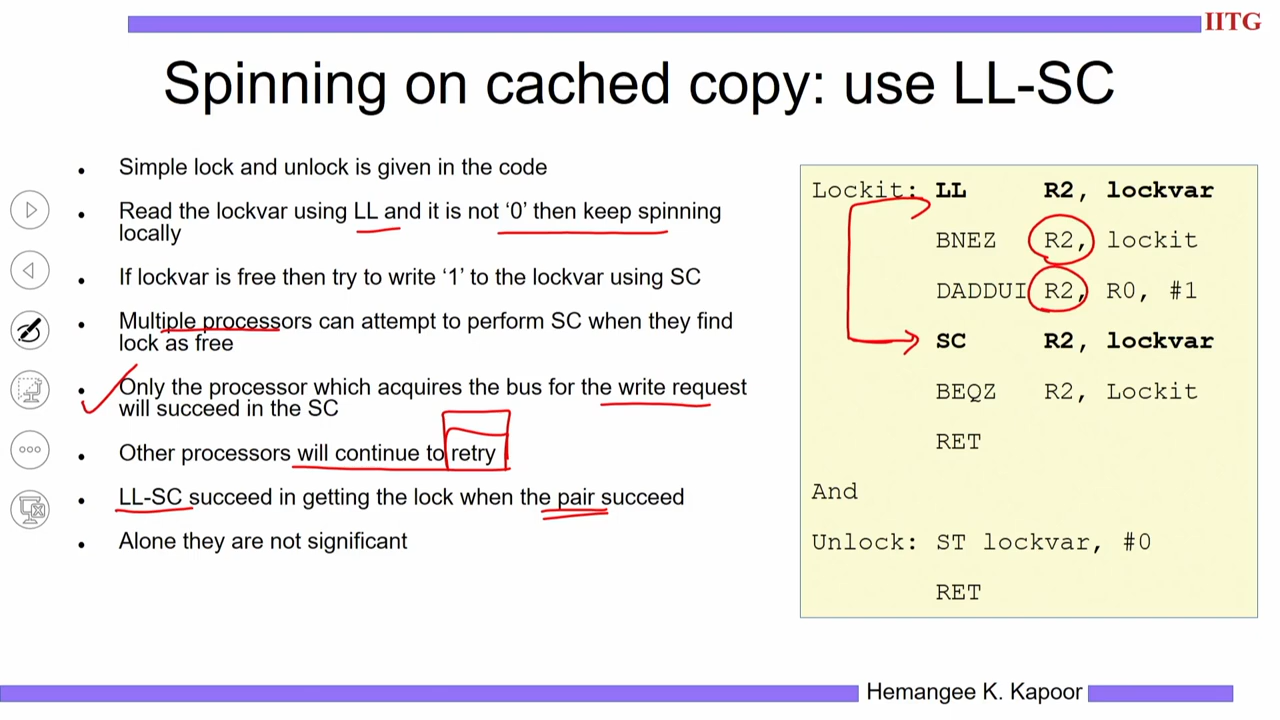 IITG
Spinning on cached copy: use LL-SC
• Simple lock and unlock is given in the code
• Read the lockvar using LL and it is not ‘0’ then keep spinning
locally
• If lockvar is free then try to write ‘1’ to the lockvar using SC
• Multiple processors can attempt to perform SC when they find
lock as free
• Only the processor which acquires the bus for the write request
will succeed in the SC
• Other processors will continue to retry
• LL-SC succeed in getting the lock when the pair succeed
• Alone they are not significant
Lockit: LL R2, lockvar
BNEZ R2, lockit
DADDUI R2, R0, #1
SC R2, lockvar
BEQZ R2, Lockit
RET
And
Unlock: ST lockvar, #0
RET
Hemangee K. Kapoor